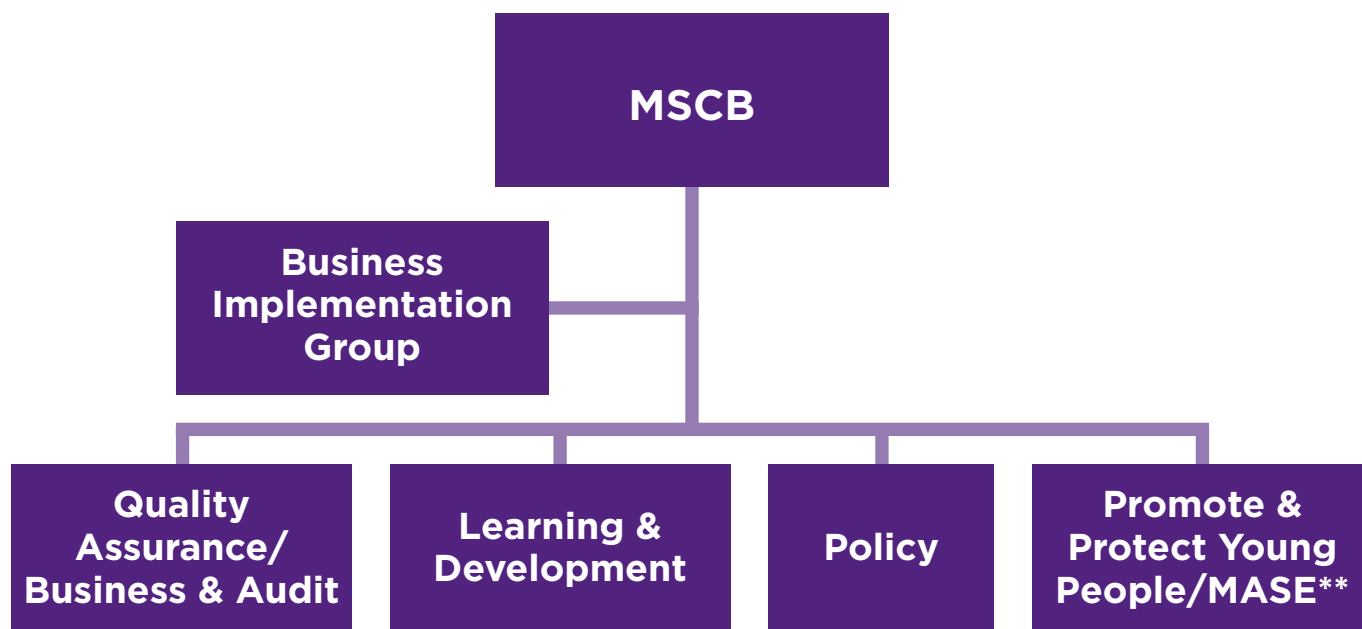 MSCB
Business
Implementation
Group
Quality
Assurance/
Business & Audit
Learning &
Development
Policy
Promote &
Protect Young
People/MASE**